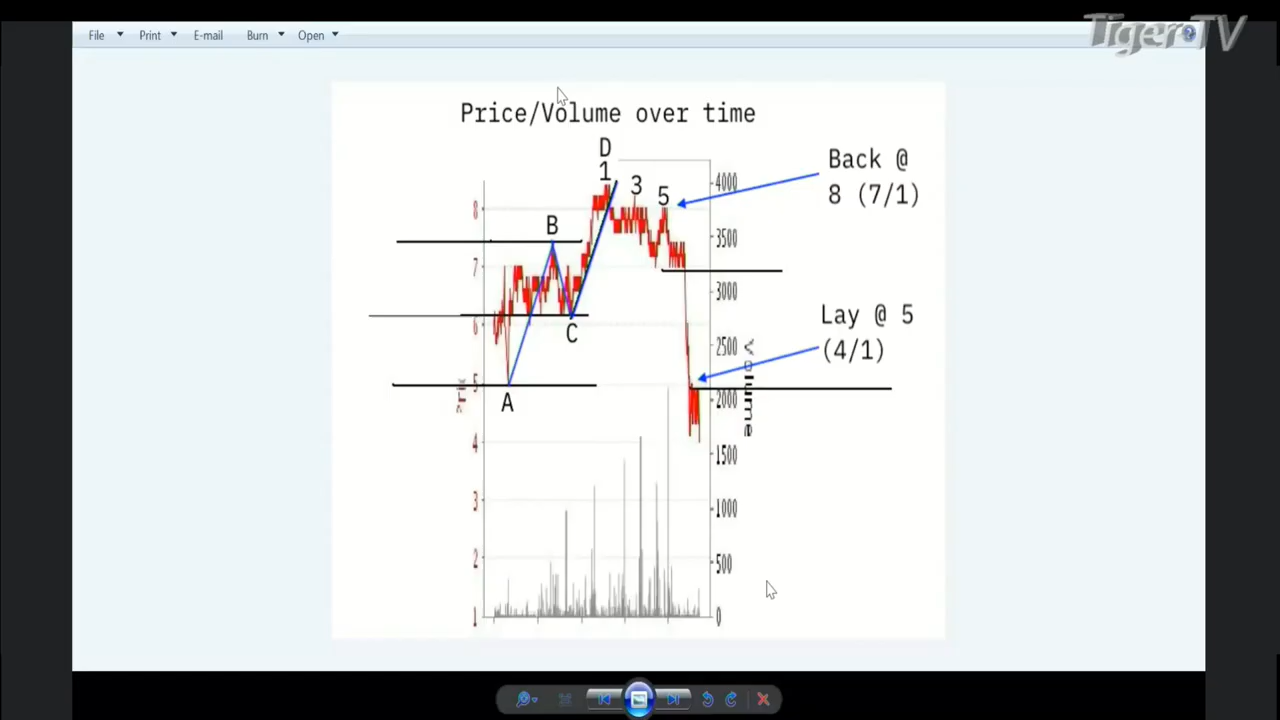 TigerTV
File Print E-mail Burn Open
Price/Volume over time
D
1 3 5
B
C
A
Back @
8 (7/1)
Lay @ 5
(4/1)
8
7
6
5
4
3
2
1
4000
3500
3000
2500
2000
1500
1000
500
0
Volume